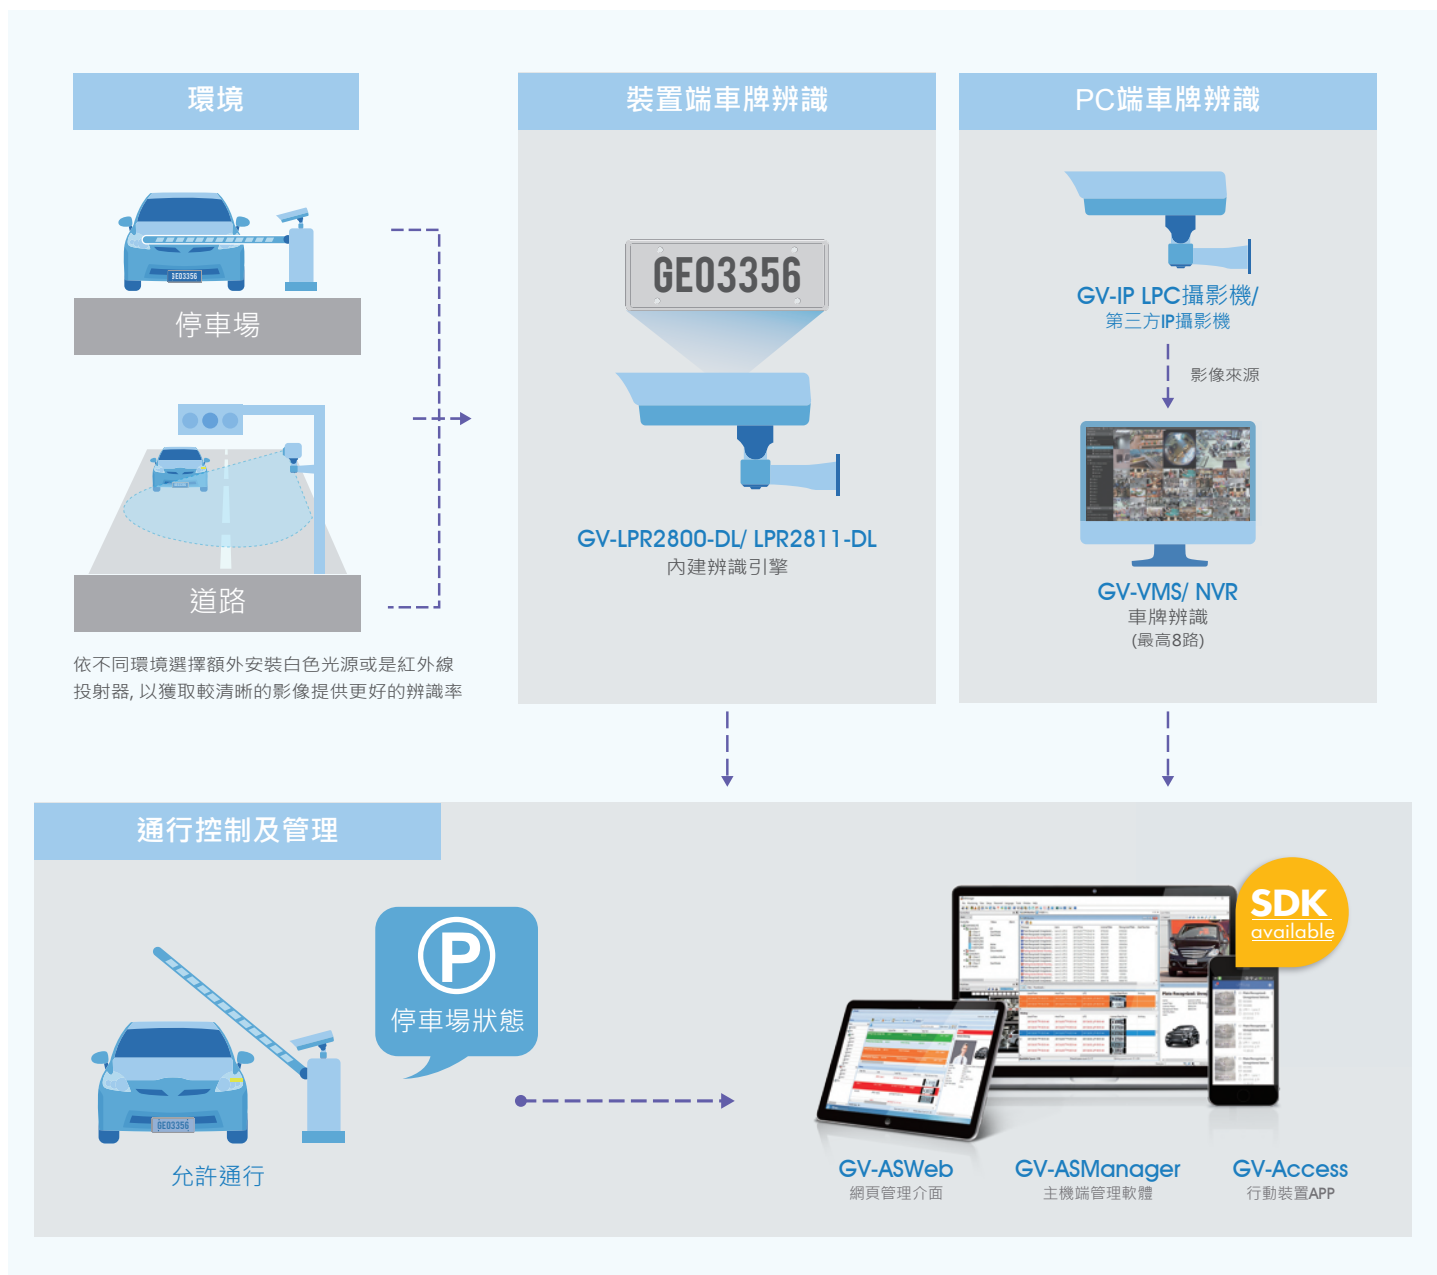 環境
停車場
GE03356
道路
依不同環境選擇額外安裝白色光源或是紅外線
投射器, 以獲取較清晰的影像提供更好的辨識率
裝置端車牌辨識
GE03356
GV-LPR2800-DL/ LPR2811-DL
內建辨識引擎
PC端車牌辨識
GV-IP LPC攝影機/
第三方IP攝影機
影像來源
GV-VMS/ NVR
車牌辨識
(最高8路)
通行控制及管理
P
停車場狀態
GE03356
允許通行
SDK
available
GV-ASWeb
網頁管理介面
GV-ASManager
主機端管理軟體
GV-Access
行動裝置APP